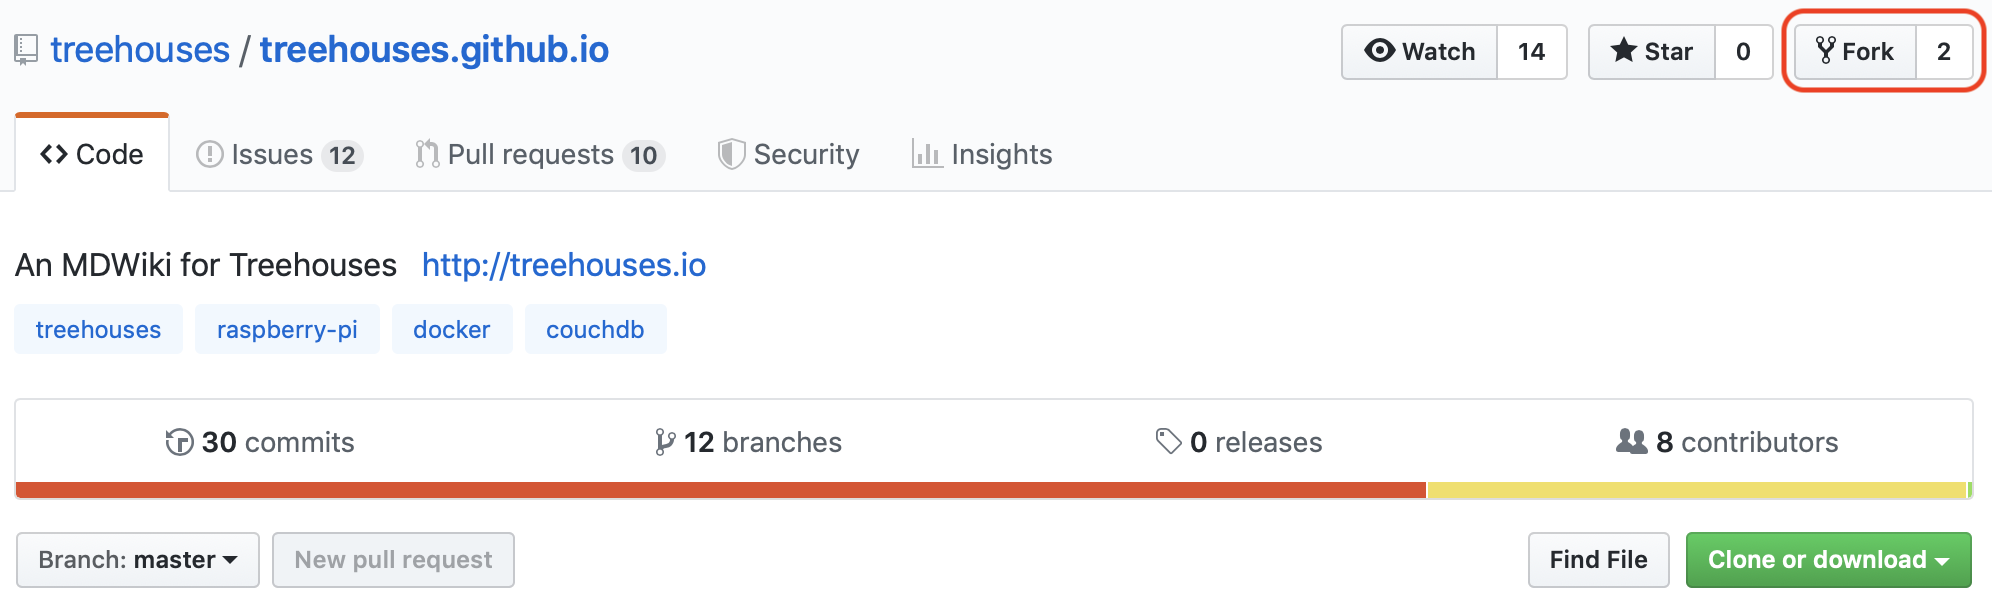 treehouses / treehouses.github.io Watch 14 Star 0 Fork 2
Code Issues 12 Pull requests 10 Security Insights
An MDWiki for Treehouses http://treehouses.io
treehouses raspberry-pi docker couchdb
30 commits 12 branches 0 releases 8 contributors
Branch: master New pull request Find File Clone or download